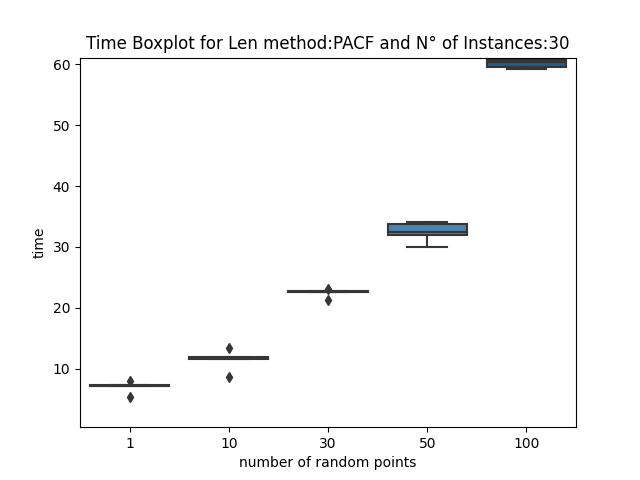 Time Boxplot for Len method:PACF and N° of Instances:30
60
50
40
30
20
10
time
1 10 30 50 100
number of random points